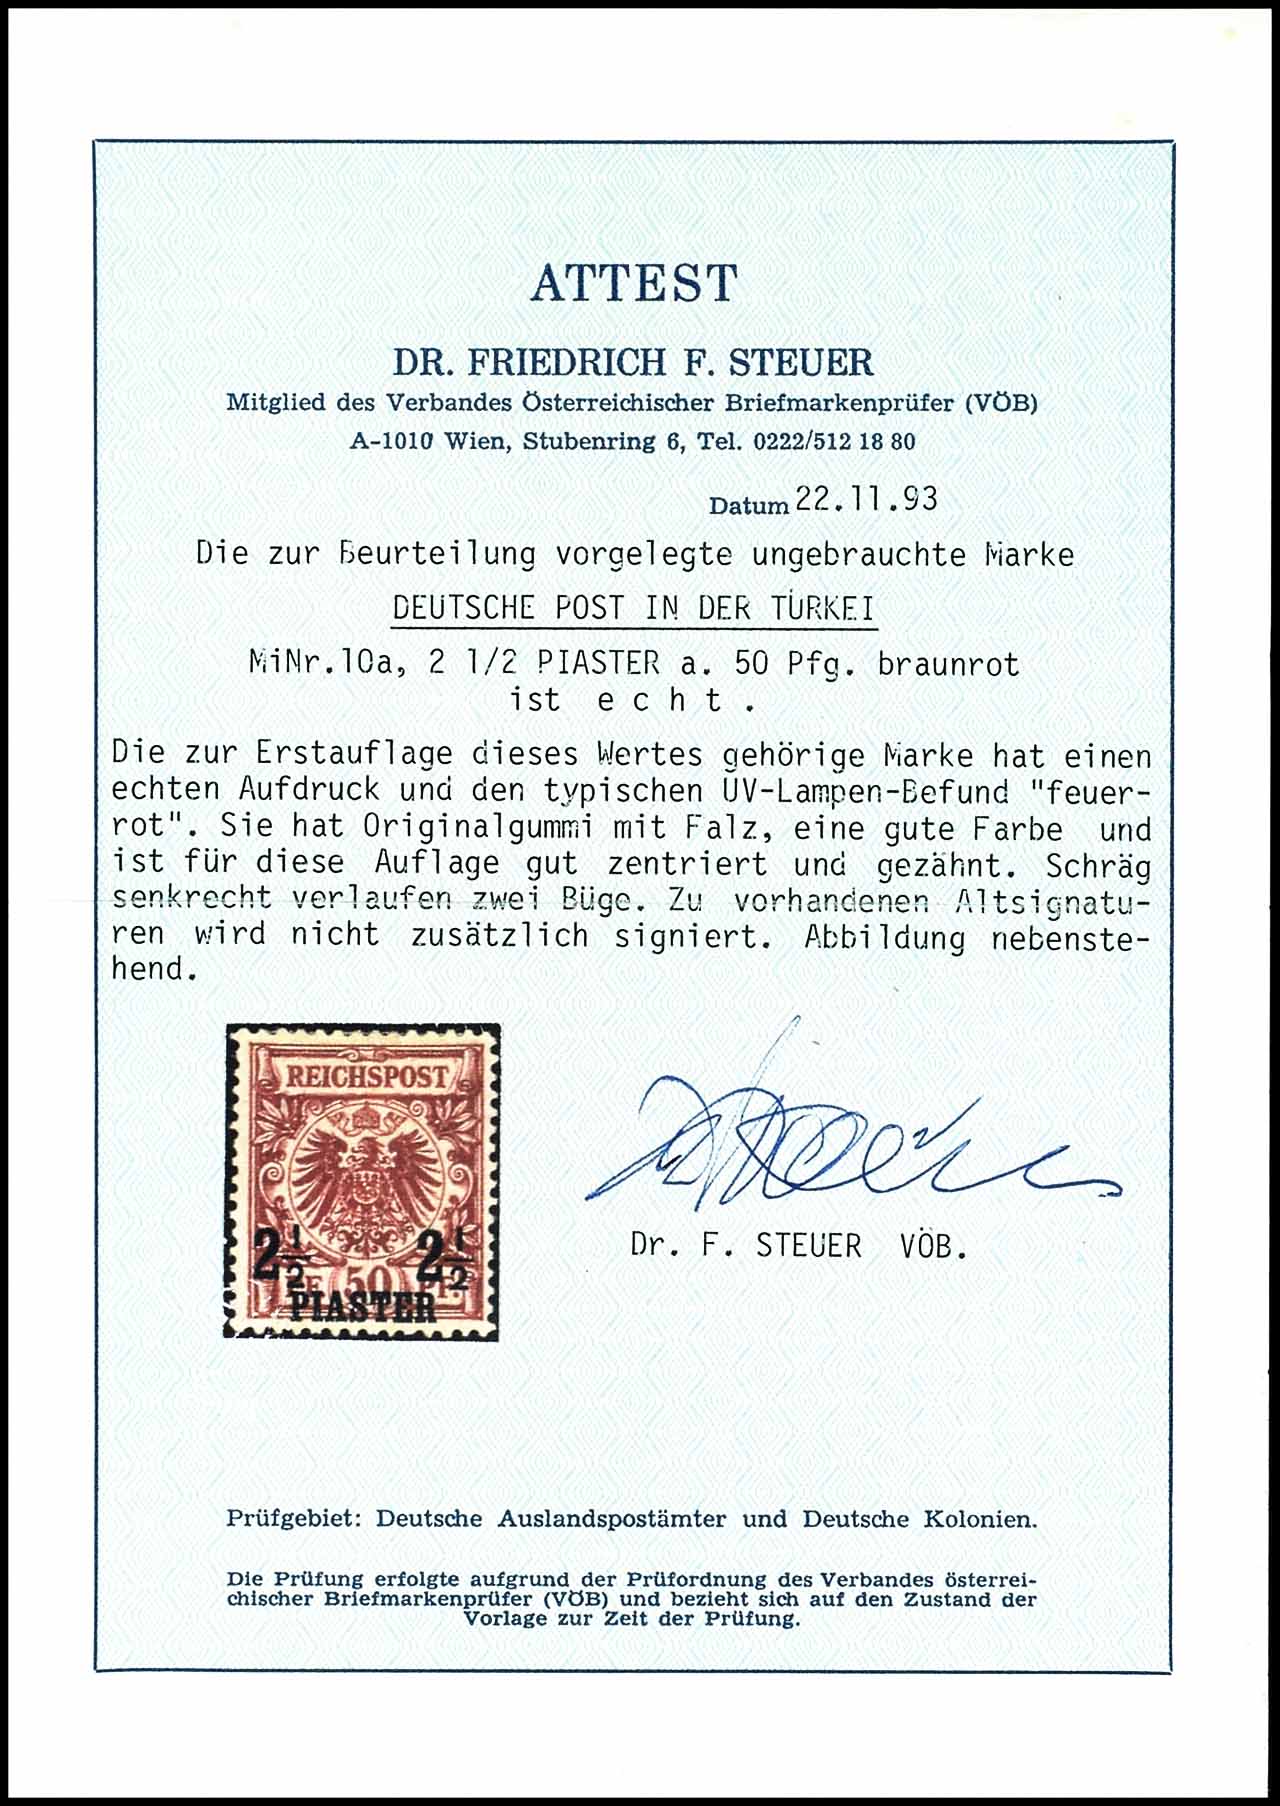 ATTEST
DR. FRIEDRICH F. STEUER
Mitglied des Verbandes Österreichischer Briefmarkenprüfer (VÖB)
A-1010 Wien, Stubenring 6, Tel. 0222/512 18 80
Datum 22.11.93
Die zur Beurteilung vorgelegte ungebrauchte Marke
DEUTSCHE POST IN DER TÜRKEI
MiNr.10a, 2 1/2 PIASTER a. 50 Pfg. braunrot
ist e c h t .
Die zur Erstauflage dieses Wertes gehörige Marke hat einen
echten Aufdruck und den typischen UV-Lampen-Befund "feuer-
rot". Sie hat Originalgummi mit Falz, eine gute Farbe und
ist für diese Auflage gut zentriert und gezähnt. Schräg
senkrecht verlaufen zwei Büge. Zu vorhandenen Altsignatu-
ren wird nicht zusätzlich signiert. Abbildung nebenste-
hend.
REICHSPOST
2 1/2 2 1/2
PF. 50 PF.
PIASTER
Dr. F. STEUER VÖB.
Prüfgebiet: Deutsche Auslandspostämter und Deutsche Kolonien.
Die Prüfung erfolgte aufgrund der Prüfordnung des Verbandes österrei-
chischer Briefmarkenprüfer (VÖB) und bezieht sich auf den Zustand der
Vorlage zur Zeit der Prüfung.